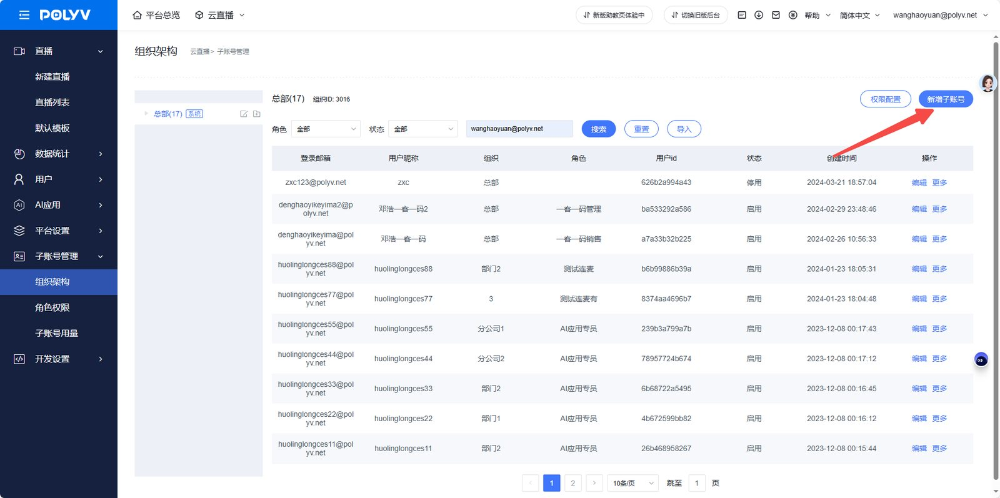 POLYV
平台总览
云直播
新版助教页体验中
切换旧版后台
帮助
简体中文
wanghaoyuan@polyv.net
直播
新建直播
直播列表
默认模板
数据统计
用户
AI应用
平台设置
子账号管理
组织架构
角色权限
子账号用量
开发设置
组织架构 云直播> 子账号管理
总部(17) 系统
总部(17) 组织ID: 3016
权限配置 新增子账号
角色 全部 状态 全部 wanghaoyuan@polyv.net 搜索 重置 导入
登录邮箱 用户昵称 组织 角色 用户id 状态 创建时间 操作
zxc123@polyv.net zxc 总部 626b2a994a43 停用 2024-03-21 18:57:04 编辑 更多
denghaoyikeyima2@p
olyv.net 邓浩一客一码2 总部 一客一码管理 ba533292a586 启用 2024-02-29 23:48:46 编辑 更多
denghaoyikeyima@pol
yv.net 邓浩一客一码 总部 一客一码销售 a7a33b32b225 启用 2024-02-26 10:56:33 编辑 更多
huolinglongces88@pol
yv.net huolinglongces88 部门2 测试连麦 b6b99886b39a 启用 2024-01-23 18:05:31 编辑 更多
huolinglongces77@pol
yv.net huolinglongces77 3 测试连麦有 8374aa4696b7 启用 2024-01-23 18:04:48 编辑 更多
huolinglongces55@pol
yv.net huolinglongces55 分公司1 AI应用专员 239b3a799a7b 启用 2023-12-08 00:17:43 编辑 更多
huolinglongces44@pol
yv.net huolinglongces44 分公司2 AI应用专员 78957724b674 启用 2023-12-08 00:17:12 编辑 更多
huolinglongces33@pol
yv.net huolinglongces33 部门2 AI应用专员 6b68722a5495 启用 2023-12-08 00:16:45 编辑 更多
huolinglongces22@pol
yv.net huolinglongces22 部门1 AI应用专员 4b672599bb82 启用 2023-12-08 00:16:12 编辑 更多
huolinglongces11@pol
yv.net huolinglongces11 部门2 AI应用专员 26b468958267 启用 2023-12-08 00:15:44 编辑 更多
1 2 10条/页 跳至 1 页